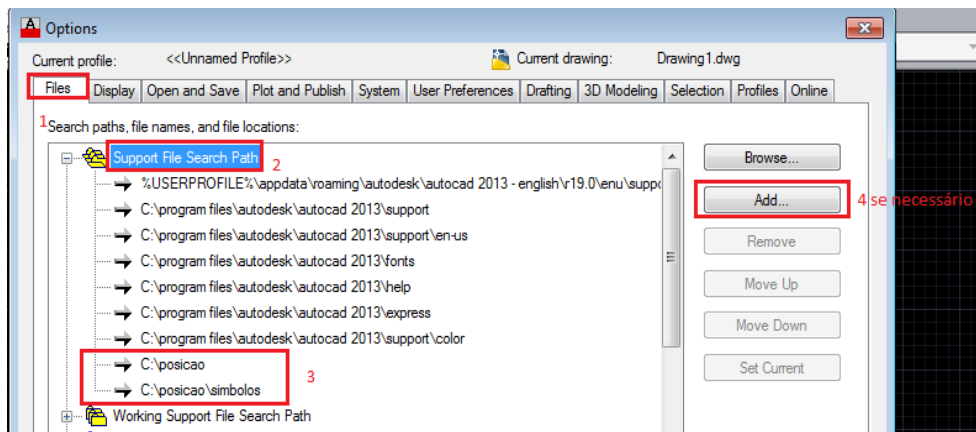 Options
Current profile: <<Unnamed Profile>> Current drawing: Drawing1.dwg
Files Display Open and Save Plot and Publish System User Preferences Drafting 3D Modeling Selection Profiles Online
1 Search paths, file names, and file locations:
Support File Search Path 2
%USERPROFILE%\appdata\roaming\autodesk\autocad 2013 - english\r19.0\enu\suppo
C:\program files\autodesk\autocad 2013\support
C:\program files\autodesk\autocad 2013\support\en-us
C:\program files\autodesk\autocad 2013\fonts
C:\program files\autodesk\autocad 2013\help
C:\program files\autodesk\autocad 2013\express
C:\program files\autodesk\autocad 2013\support\color
C:\posicao
C:\posicao\simbolos
3
Working Support File Search Path
Browse...
Add... 4 se necessário
Remove
Move Up
Move Down
Set Current